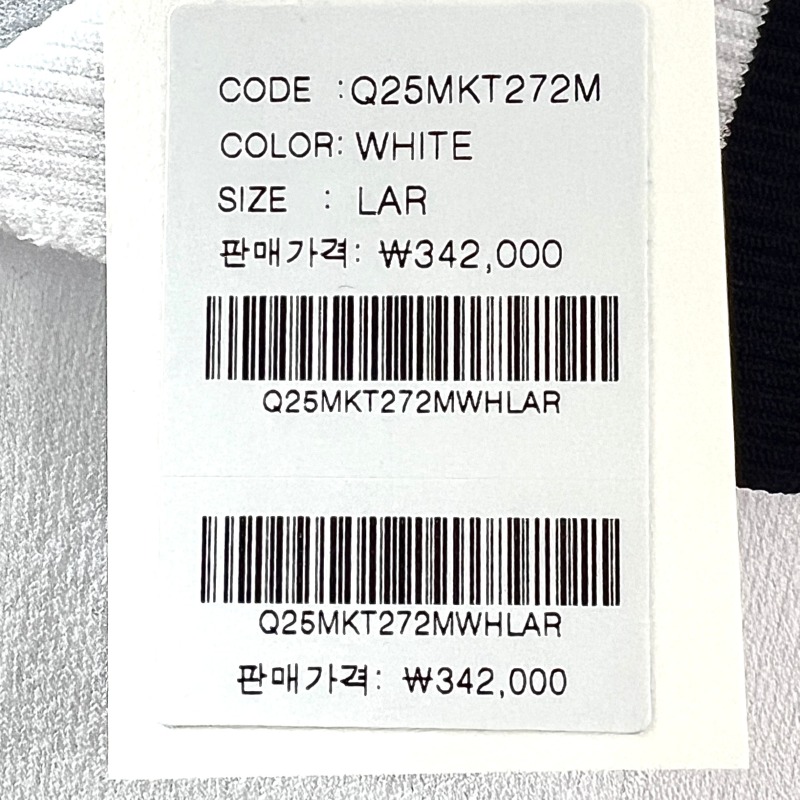 CODE : Q25MKT272M
COLOR: WHITE
SIZE : LAR
판매가격: ₩342,000
Q25MKT272MWHLAR
Q25MKT272MWHLAR
판매가격: ₩342,000